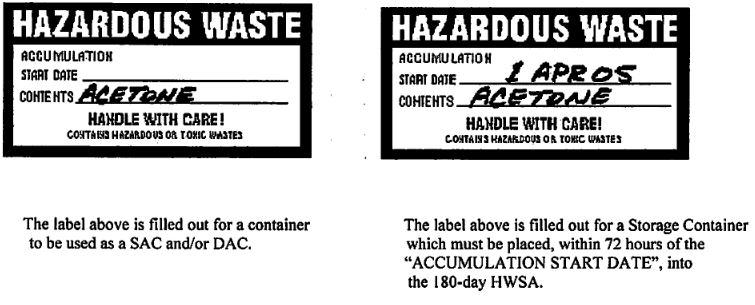 HAZARDOUS WASTE
ACCUMULATION
START DATE
CONTENTS ACETONE
HANDLE WITH CARE!
CONTAINS HAZARDOUS OR TOXIC WASTES
The label above is filled out for a container
to be used as a SAC and/or DAC.
HAZARDOUS WASTE
ACCUMULATION
START DATE 1 APR 05
CONTENTS ACETONE
HANDLE WITH CARE!
CONTAINS HAZARDOUS OR TOXIC WASTES
The label above is filled out for a Storage Container
which must be placed, within 72 hours of the
"ACCUMULATION START DATE", into
the 180-day HWSA.